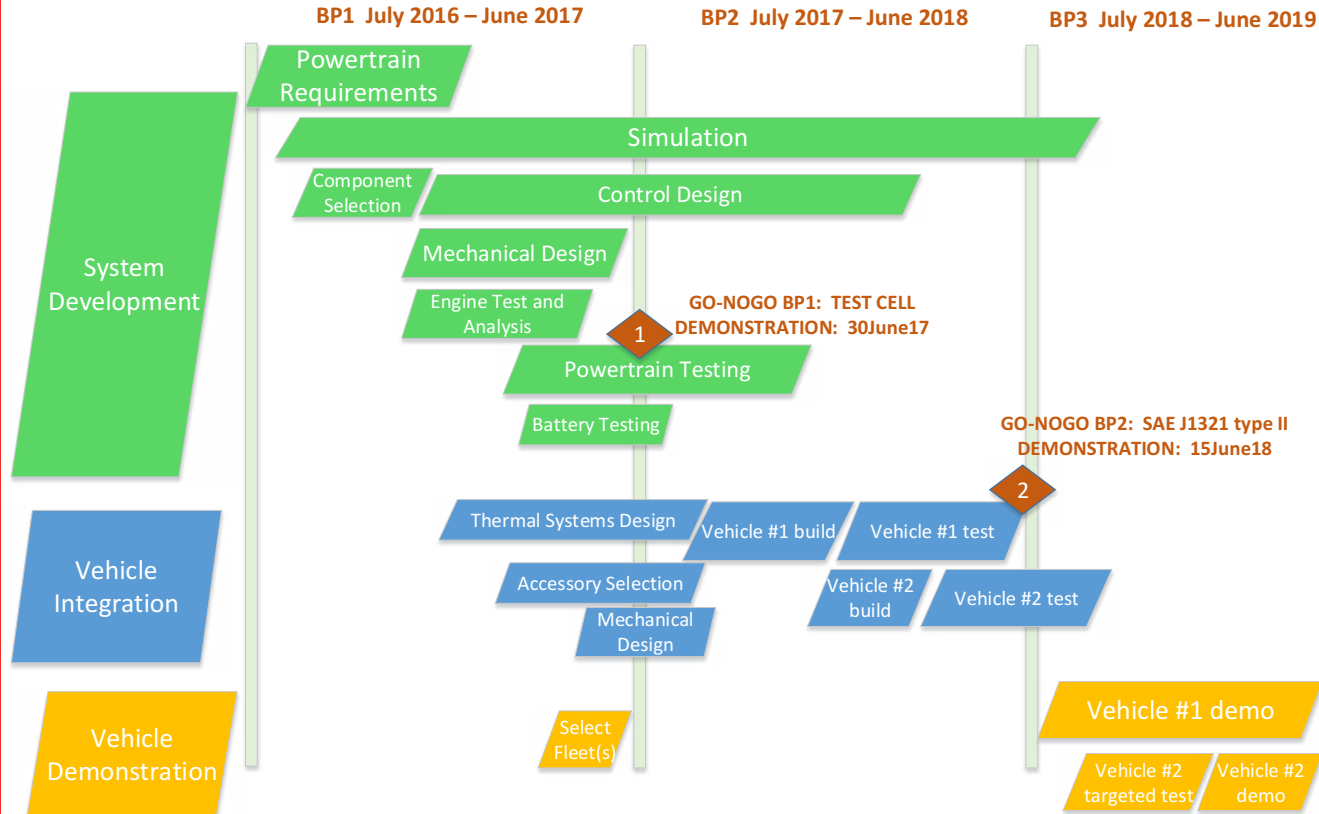 BP1 July 2016 – June 2017
BP2 July 2017 – June 2018
BP3 July 2018 – June 2019
Powertrain
Requirements
Simulation
Component
Selection
Control Design
Mechanical Design
System
Development
Engine Test and
Analysis
GO-NOGO BP1: TEST CELL
DEMONSTRATION: 30June17
1
Powertrain Testing
Battery Testing
GO-NOGO BP2: SAE J1321 type II
DEMONSTRATION: 15June18
2
Vehicle
Integration
Thermal Systems Design
Vehicle #1 build
Vehicle #1 test
Accessory Selection
Vehicle #2
build
Vehicle #2 test
Mechanical
Design
Vehicle
Demonstration
Select
Fleet(s)
Vehicle #1 demo
Vehicle #2
targeted test
Vehicle #2
demo